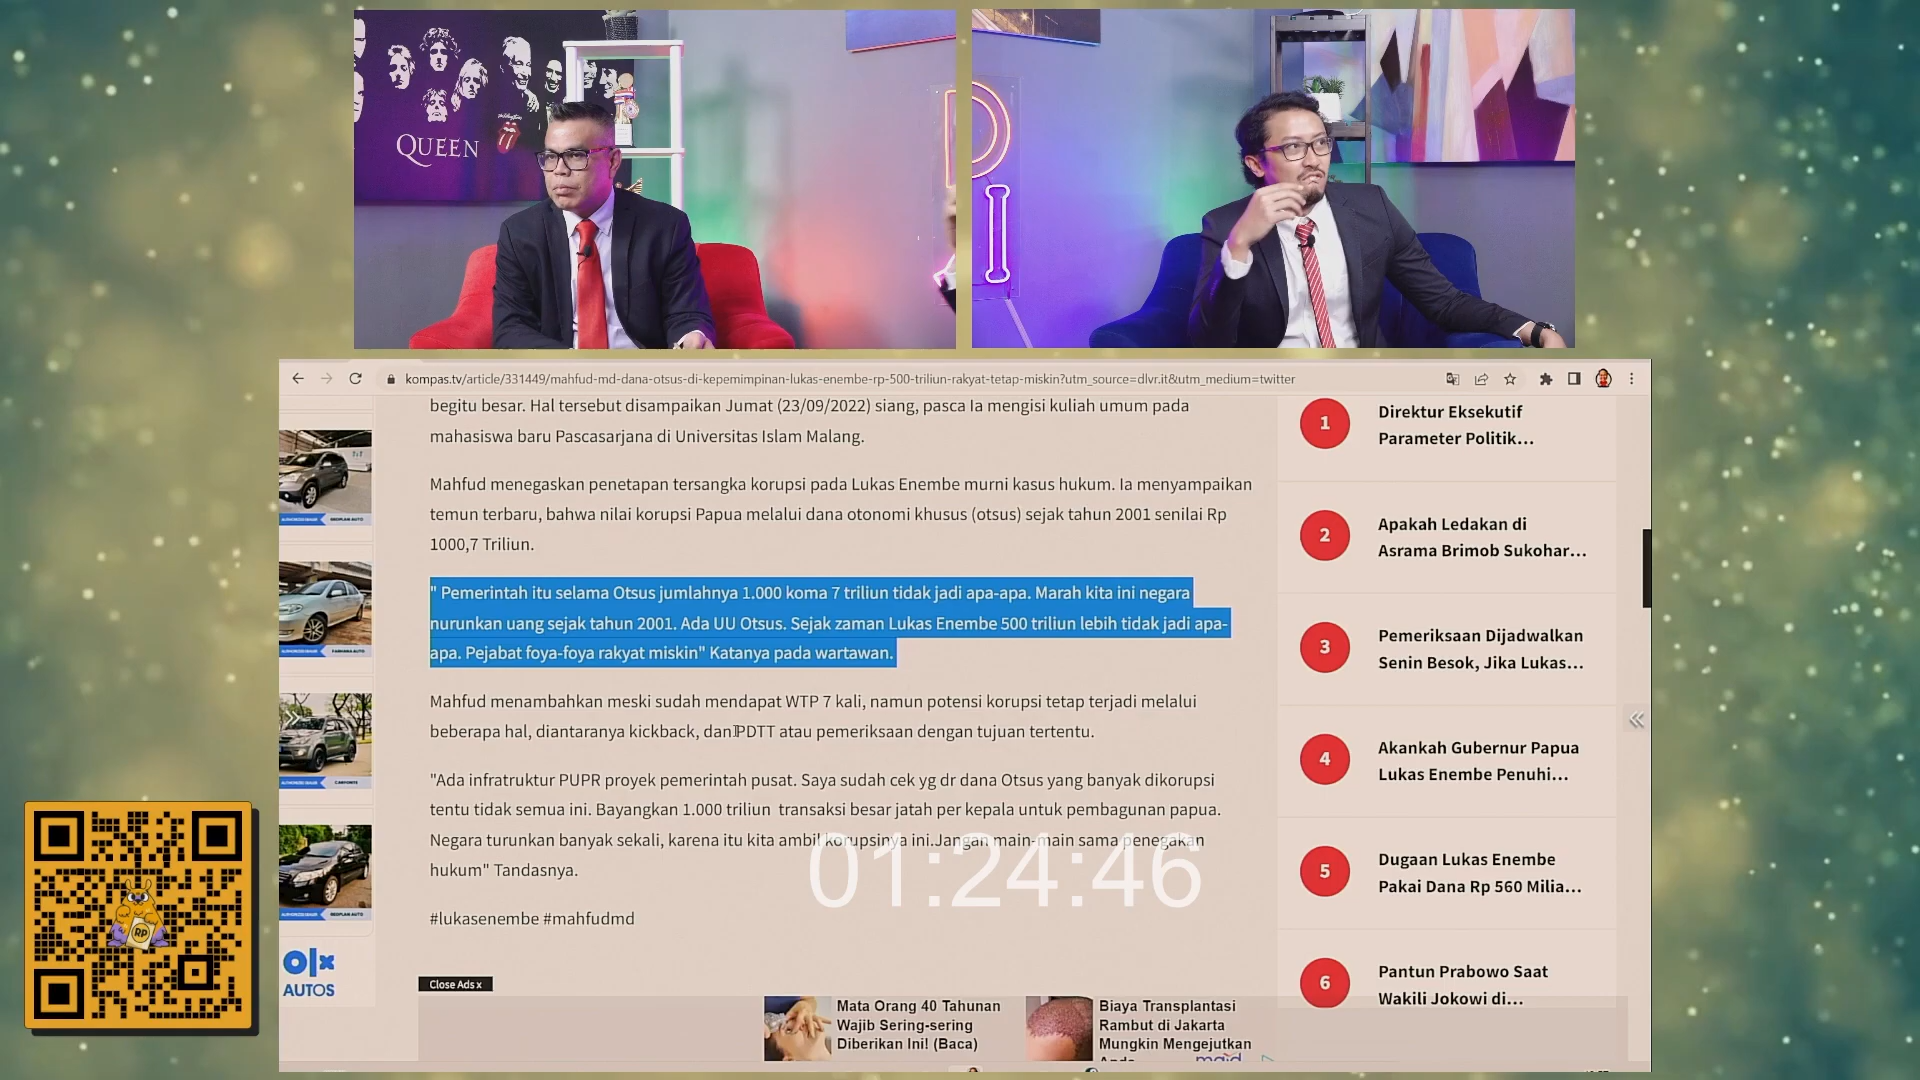 QUEEN
kompas.tv/article/331449/mahfud-md-dana-otsus-di-kepemimpinan-lukas-enembe-rp-500-triliun-rakyat-tetap-miskin?utm_source=dlvr.it&utm_medium=twitter
begitu besar. Hal tersebut disampaikan Jumat (23/09/2022) siang, pasca Ia mengisi kuliah umum pada
mahasiswa baru Pascasarjana di Universitas Islam Malang.
Mahfud menegaskan penetapan tersangka korupsi pada Lukas Enembe murni kasus hukum. Ia menyampaikan
temun terbaru, bahwa nilai korupsi Papua melalui dana otonomi khusus (otsus) sejak tahun 2001 senilai Rp
1000,7 Triliun.
" Pemerintah itu selama Otsus jumlahnya 1.000 koma 7 triliun tidak jadi apa-apa. Marah kita ini negara
nurunkan uang sejak tahun 2001. Ada UU Otsus. Sejak zaman Lukas Enembe 500 triliun lebih tidak jadi apa-
apa. Pejabat foya-foya rakyat miskin" Katanya pada wartawan.
Mahfud menambahkan meski sudah mendapat WTP 7 kali, namun potensi korupsi tetap terjadi melalui
beberapa hal, diantaranya kickback, dan PDTT atau pemeriksaan dengan tujuan tertentu.
"Ada infratruktur PUPR proyek pemerintah pusat. Saya sudah cek yg dr dana Otsus yang banyak dikorupsi
tentu tidak semua ini. Bayangkan 1.000 triliun transaksi besar jatah per kepala untuk pembagunan papua.
Negara turunkan banyak sekali, karena itu kita ambil korupsinya ini.Jangan main-main sama penegakan
hukum" Tandasnya.
01:24:46
#lukasenembe #mahfudmd
1
Direktur Eksekutif
Parameter Politik...
2
Apakah Ledakan di
Asrama Brimob Sukohar...
3
Pemeriksaan Dijadwalkan
Senin Besok, Jika Lukas...
4
Akankah Gubernur Papua
Lukas Enembe Penuhi...
5
Dugaan Lukas Enembe
Pakai Dana Rp 560 Milia...
6
Pantun Prabowo Saat
Wakili Jokowi di...
olx
AUTOS
RP
Close Ads x
Mata Orang 40 Tahunan
Wajib Sering-sering
Diberikan Ini! (Baca)
Biaya Transplantasi
Rambut di Jakarta
Mungkin Mengejutkan